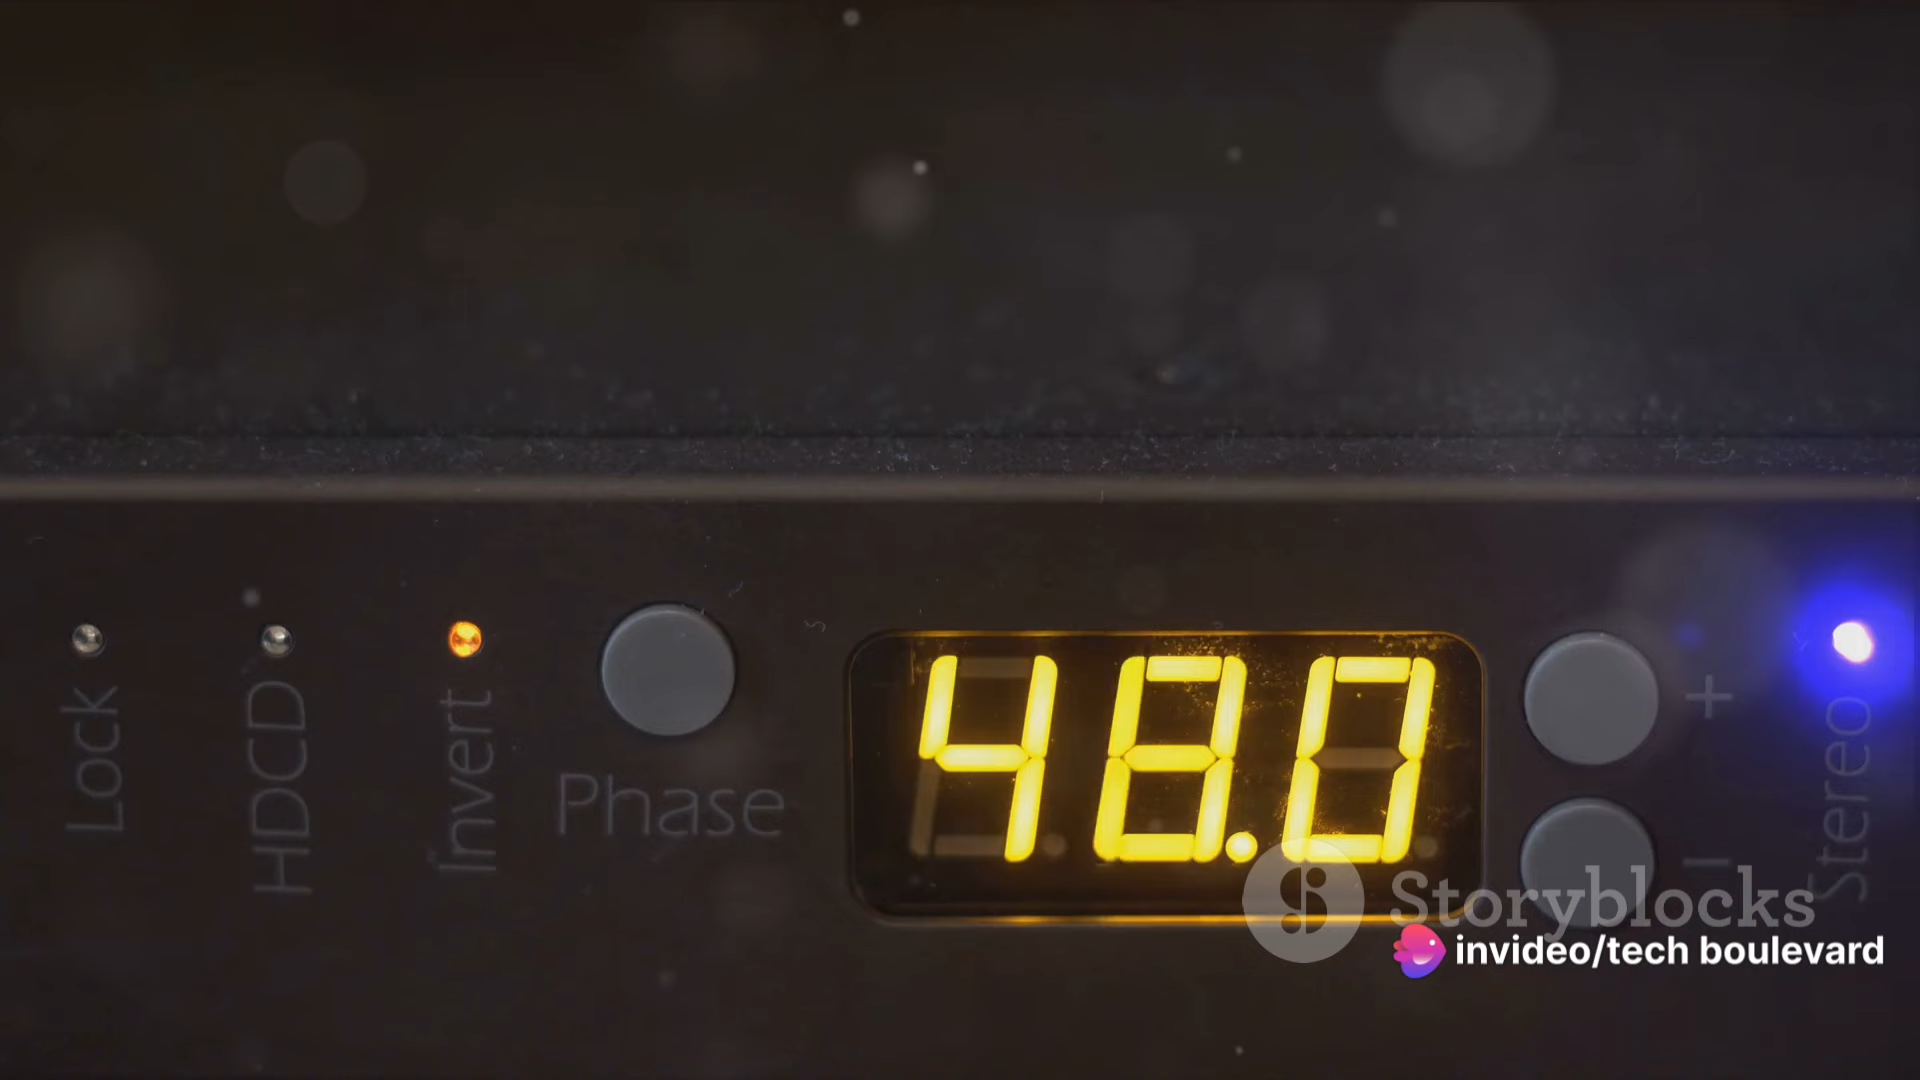 Lock
HDCD
Invert
Phase
48.0
+
−
Stereo
Storyblocks
invideo/tech boulevard